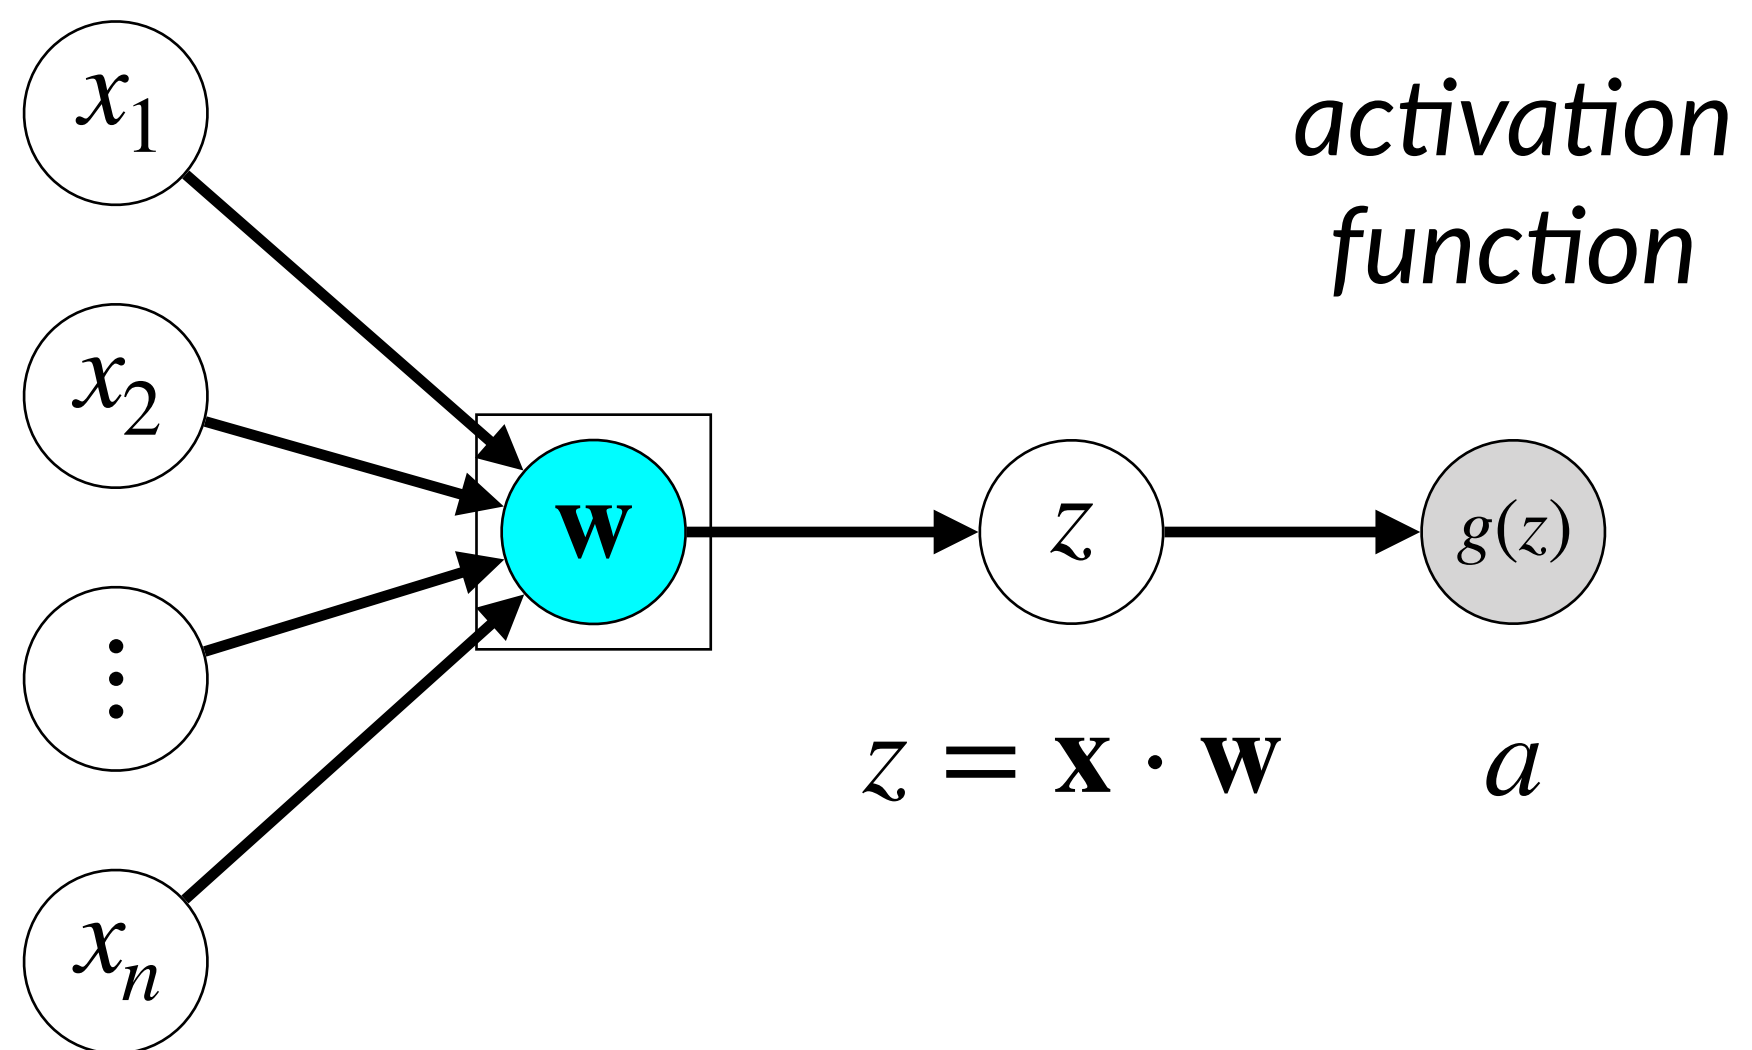 x₁
activation
function
x₂
w
z
g(z)
⋮
z = x · w
a
xₙ